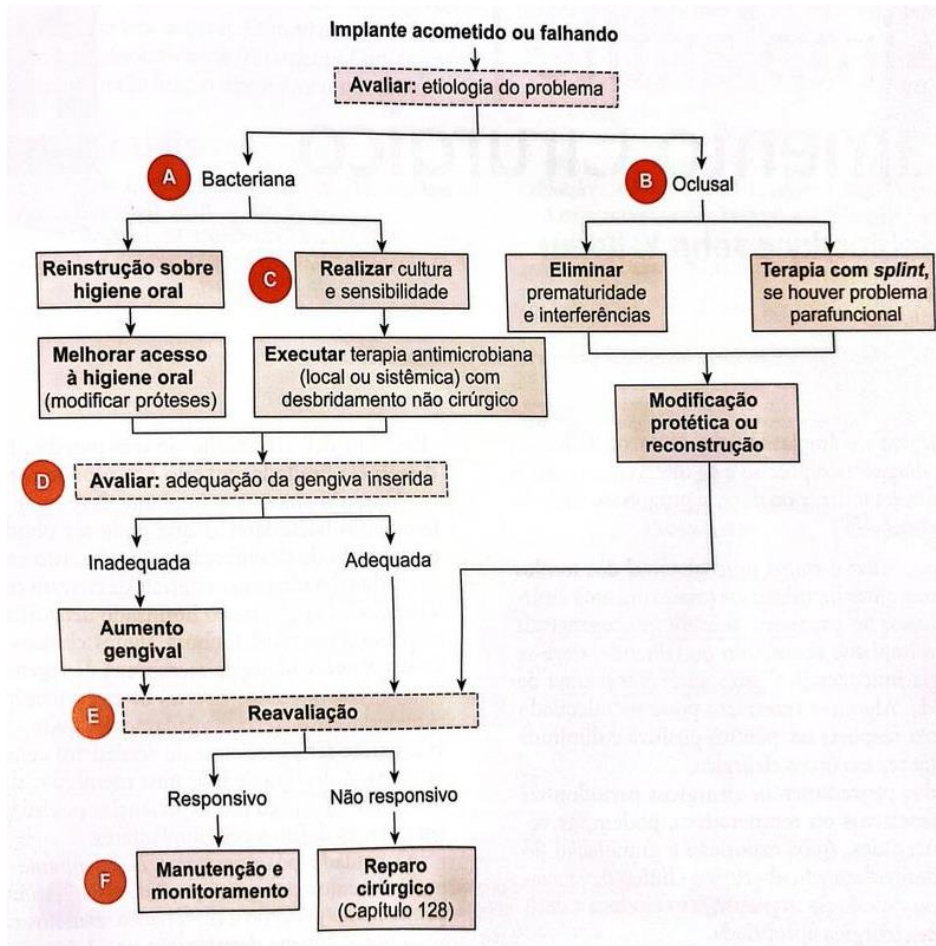 Implante acometido ou falhando
Avaliar: etiologia do problema
A Bacteriana
B Oclusal
Reinstrução sobre
higiene oral
C Realizar cultura
e sensibilidade
Eliminar
prematuridade
e interferências
Terapia com splint,
se houver problema
parafuncional
Melhorar acesso
à higiene oral
(modificar próteses)
Executar terapia antimicrobiana
(local ou sistêmica) com
desbridamento não cirúrgico
Modificação
protética ou
reconstrução
D Avaliar: adequação da gengiva inserida
Inadequada
Adequada
Aumento
gengival
E Reavaliação
Responsivo
Não responsivo
F Manutenção e
monitoramento
Reparo
cirúrgico
(Capítulo 128)